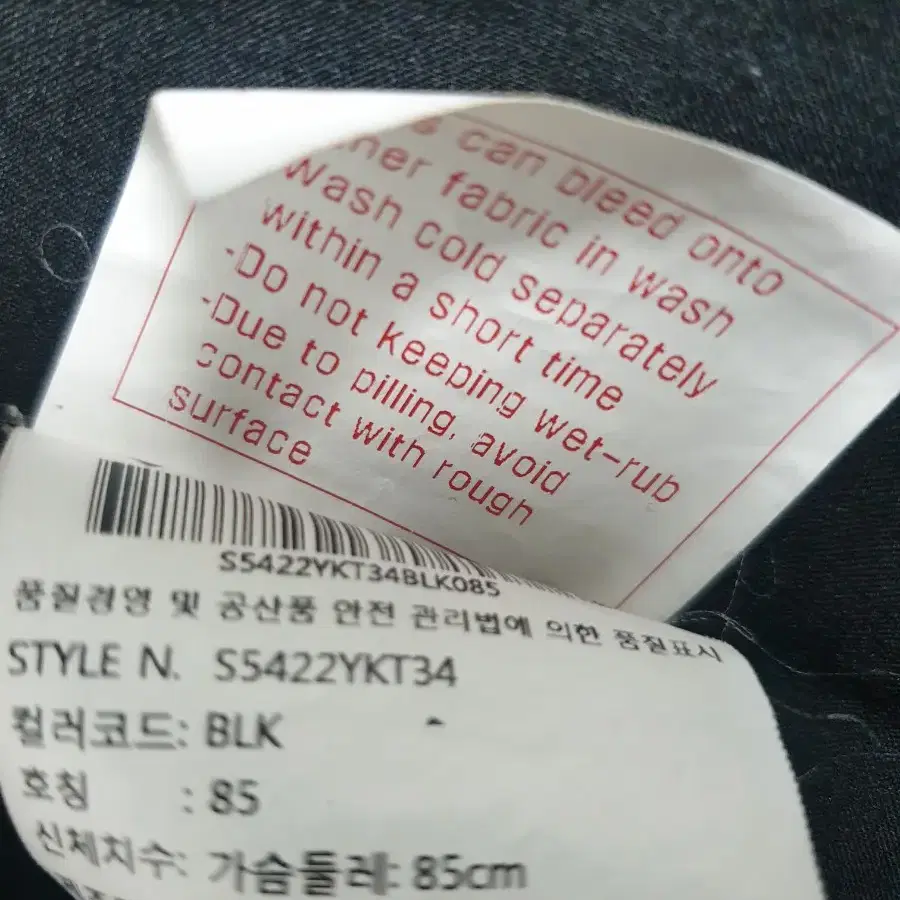 can bleed onto
fabric in wash
Wash cold separately
within a short time
-Do not keeping wet-rub
-Due to pilling, avoid
contact with rough
surface
S5422YKT34BLK085
품질경영 및 공산품 안전 관리법에 의한 품질표시
STYLE N. S5422YKT34
컬러코드: BLK
호칭 : 85
신체치수: 가슴둘레: 85cm